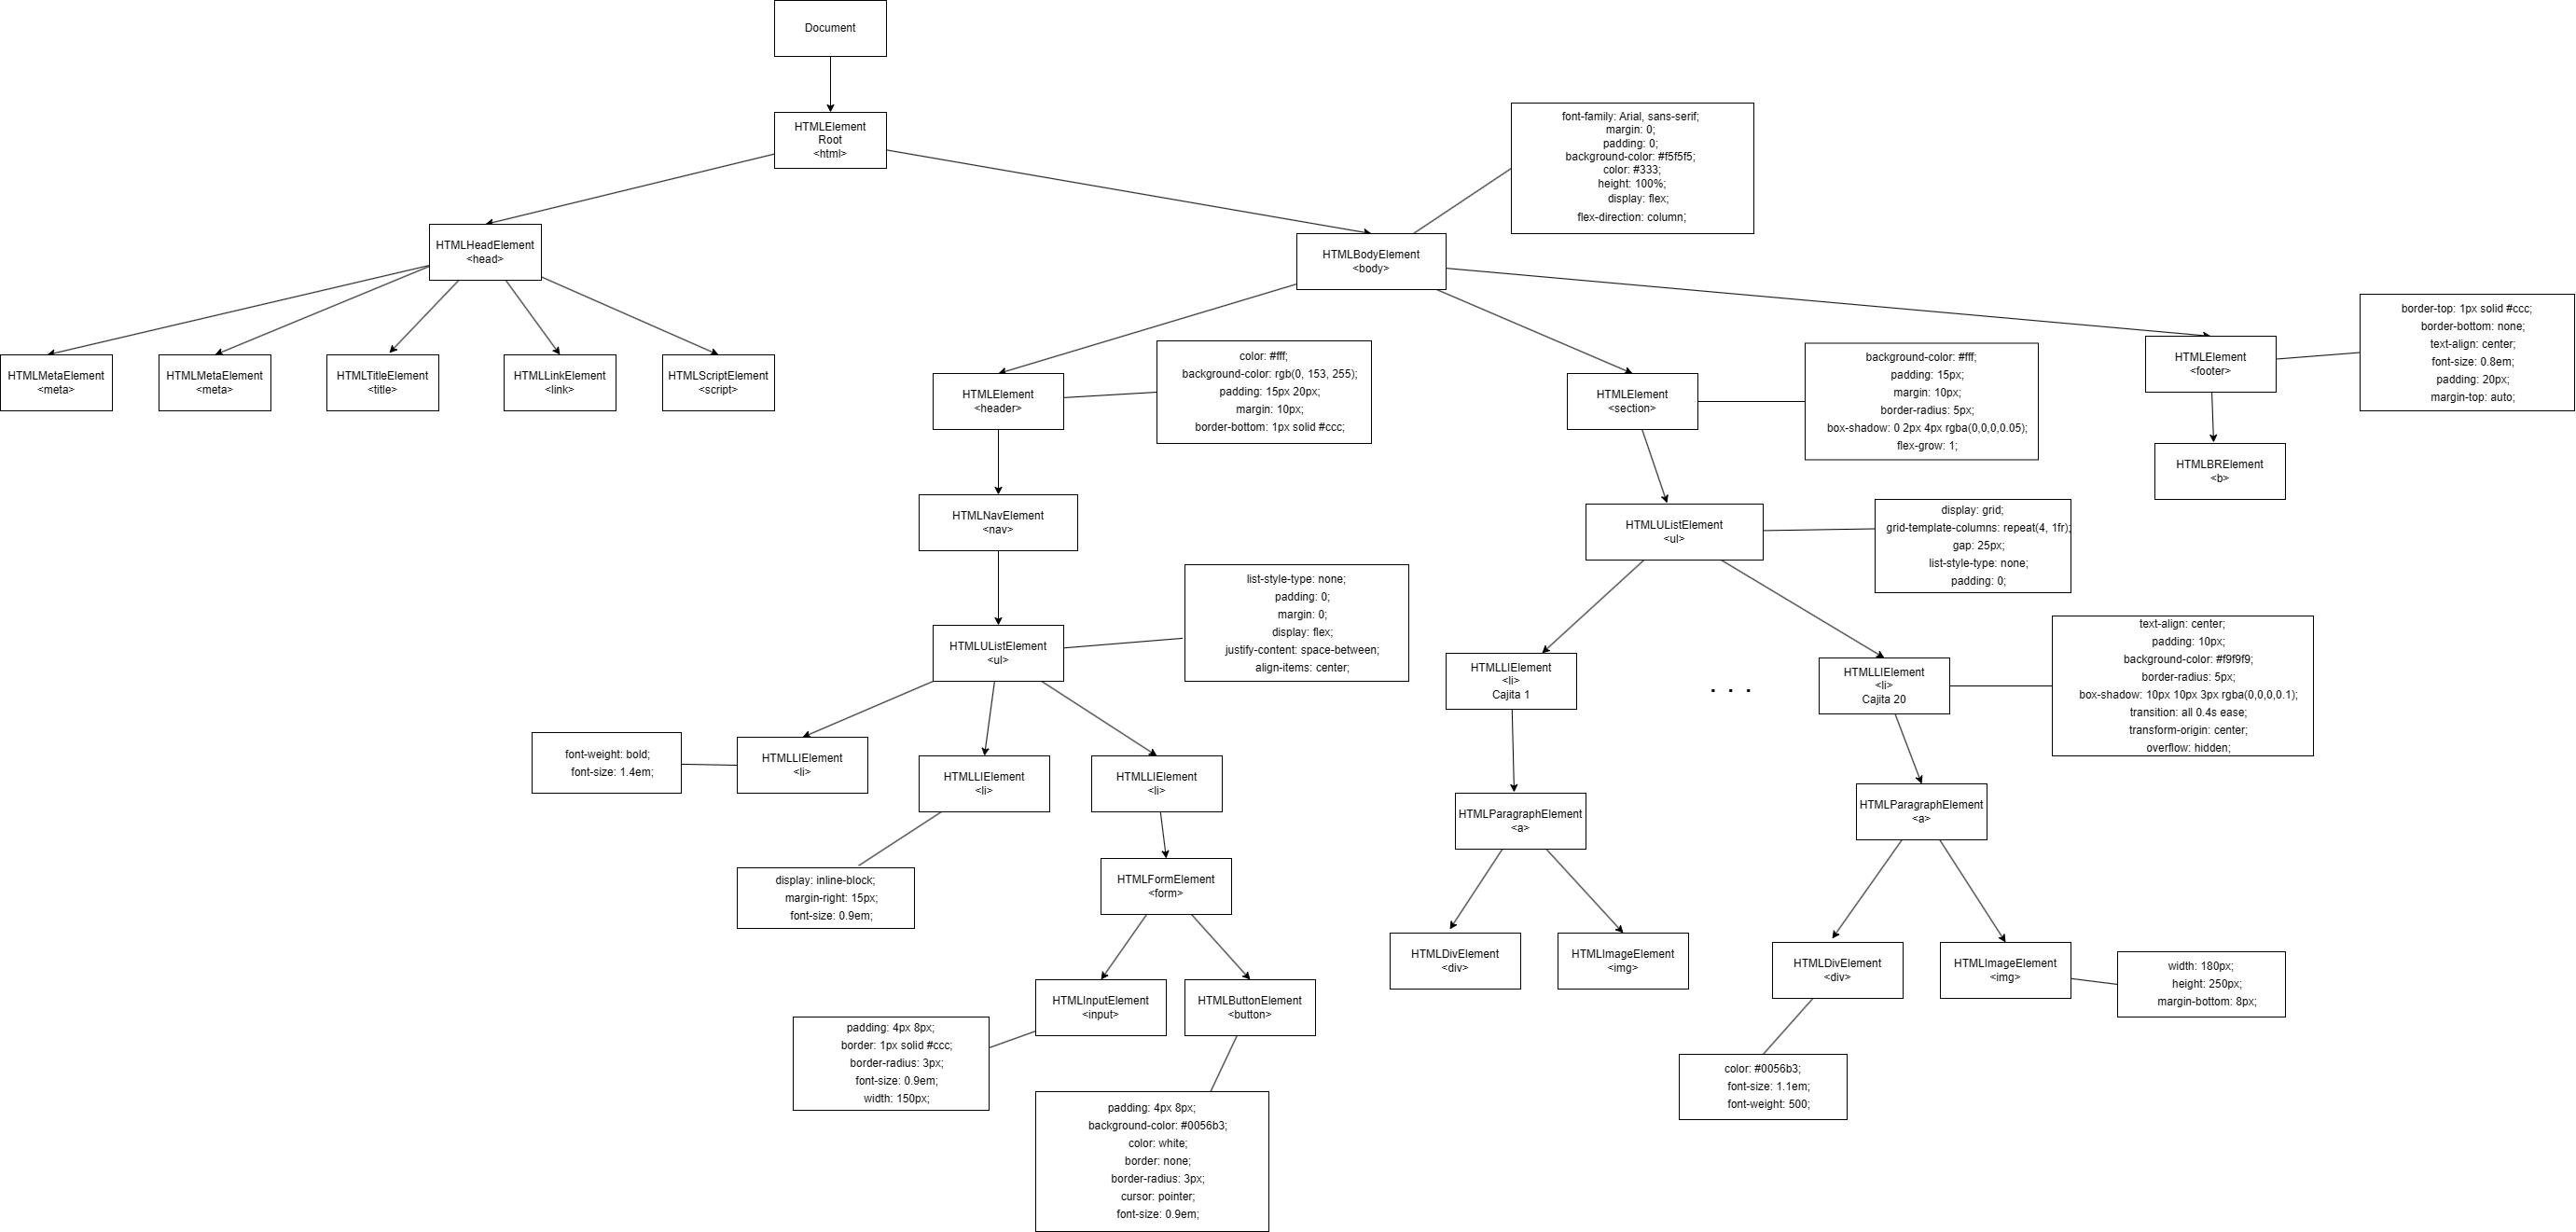 Document
HTMLElement
Root
<html>
font-family: Arial, sans-serif;
margin: 0;
padding: 0;
background-color: #f5f5f5;
color: #333;
height: 100%;
display: flex;
flex-direction: column;
HTMLHeadElement
<head>
HTMLBodyElement
<body>
HTMLMetaElement
<meta>
HTMLMetaElement
<meta>
HTMLTitleElement
<title>
HTMLLinkElement
<link>
HTMLScriptElement
<script>
HTMLElement
<header>
color: #fff;
background-color: rgb(0, 153, 255);
padding: 15px 20px;
margin: 10px;
border-bottom: 1px solid #ccc;
HTMLElement
<section>
background-color: #fff;
padding: 15px;
margin: 10px;
border-radius: 5px;
box-shadow: 0 2px 4px rgba(0,0,0,0.05);
flex-grow: 1;
HTMLElement
<footer>
border-top: 1px solid #ccc;
border-bottom: none;
text-align: center;
font-size: 0.8em;
padding: 20px;
margin-top: auto;
HTMLBRElement
<b>
HTMLNavElement
<nav>
HTMLUListElement
<ul>
display: grid;
grid-template-columns: repeat(4, 1fr);
gap: 25px;
list-style-type: none;
padding: 0;
HTMLUListElement
<ul>
list-style-type: none;
padding: 0;
margin: 0;
display: flex;
justify-content: space-between;
align-items: center;
HTMLLIElement
<li>
Cajita 1
. . .
HTMLLIElement
<li>
Cajita 20
text-align: center;
padding: 10px;
background-color: #f9f9f9;
border-radius: 5px;
box-shadow: 10px 10px 3px rgba(0,0,0,0.1);
transition: all 0.4s ease;
transform-origin: center;
overflow: hidden;
font-weight: bold;
font-size: 1.4em;
HTMLLIElement
<li>
HTMLLIElement
<li>
HTMLLIElement
<li>
HTMLParagraphElement
<a>
HTMLParagraphElement
<a>
display: inline-block;
margin-right: 15px;
font-size: 0.9em;
HTMLFormElement
<form>
HTMLDivElement
<div>
HTMLImageElement
<img>
HTMLDivElement
<div>
HTMLImageElement
<img>
width: 180px;
height: 250px;
margin-bottom: 8px;
HTMLInputElement
<input>
HTMLButtonElement
<button>
padding: 4px 8px;
border: 1px solid #ccc;
border-radius: 3px;
font-size: 0.9em;
width: 150px;
color: #0056b3;
font-size: 1.1em;
font-weight: 500;
padding: 4px 8px;
background-color: #0056b3;
color: white;
border: none;
border-radius: 3px;
cursor: pointer;
font-size: 0.9em;